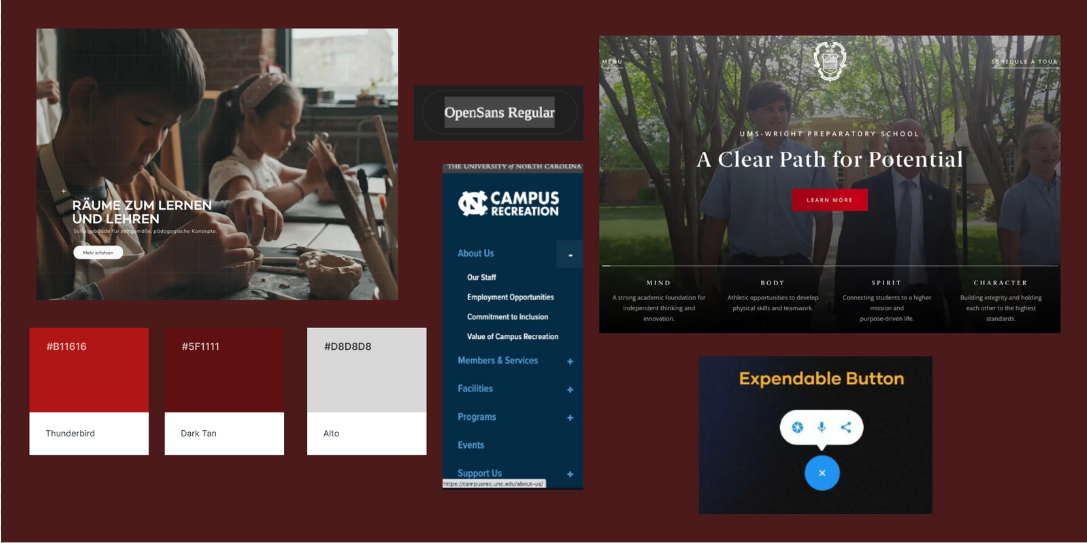 RÄUME ZUM LERNEN
UND LEHREN
Schulgebäude für zeitgemäße, pädagogische Konzepte.
Mehr erfahren
#B11616
Thunderbird
#5F1111
Dark Tan
#D8D8D8
Alto
OpenSans Regular
THE UNIVERSITY of NORTH CAROLINA
NC
CAMPUS
RECREATION
About Us -
Our Staff
Employment Opportunities
Commitment to Inclusion
Value of Campus Recreation
Members & Services +
Facilities +
Programs +
Events
Support Us +
https://campusrec.unc.edu/about-us/
MENU
SCHEDULE A TOUR
UMS-WRIGHT PREPARATORY SCHOOL
A Clear Path for Potential
LEARN MORE
MIND
A strong academic foundation for
independent thinking and
innovation.
BODY
Athletic opportunities to develop
physical skills and teamwork.
SPIRIT
Connecting students to a higher
mission and
purpose-driven life.
CHARACTER
Building integrity and holding
each other to the highest
standards.
Expendable Button